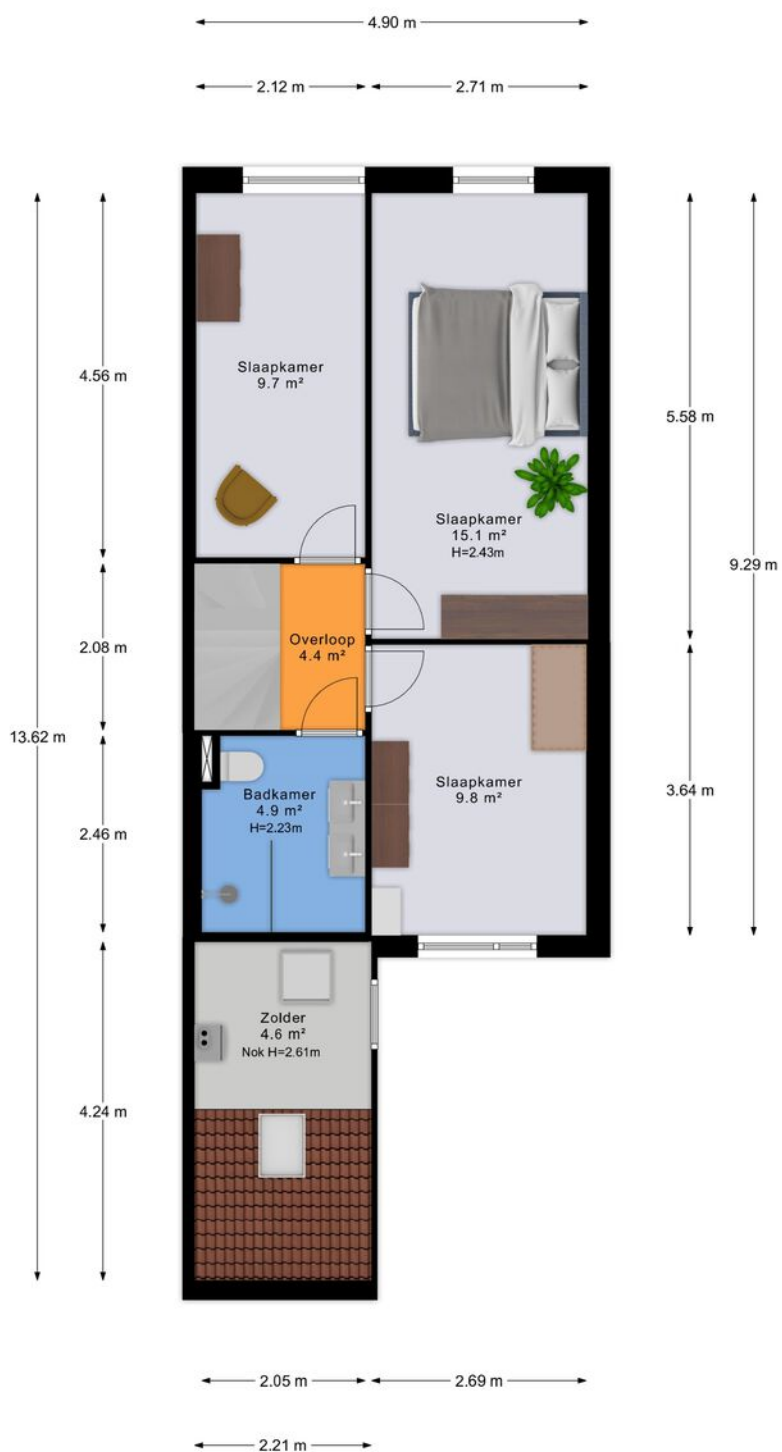 4.90 m
2.12 m
2.71 m
4.56 m
Slaapkamer
9.7 m²
5.58 m
Slaapkamer
15.1 m²
H=2.43m
9.29 m
2.08 m
Overloop
4.4 m²
13.62 m
3.64 m
Slaapkamer
9.8 m²
2.46 m
Badkamer
4.9 m²
H=2.23m
Zolder
4.6 m²
Nok H=2.61m
4.24 m
2.05 m
2.69 m
2.21 m